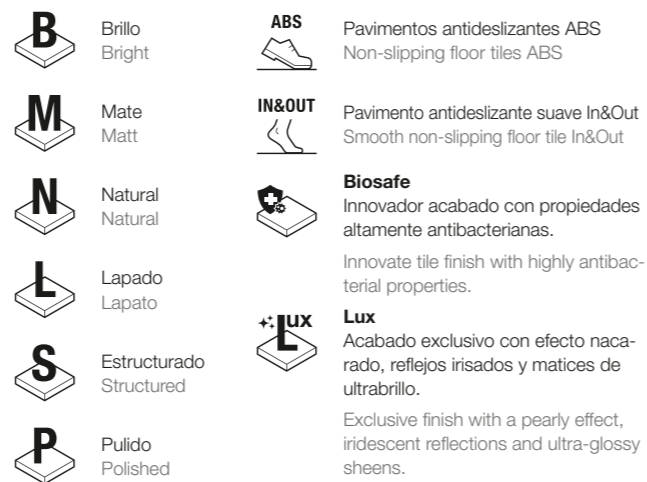 B
Brillo
Bright
M
Mate
Matt
N
Natural
Natural
L
Lapado
Lapato
S
Estructurado
Structured
P
Pulido
Polished
ABS
Pavimentos antideslizantes ABS
Non-slipping floor tiles ABS
IN&OUT
Pavimento antideslizante suave In&Out
Smooth non-slipping floor tile In&Out
Biosafe
Innovador acabado con propiedades
altamente antibacterianas.
Innovate tile finish with highly antibac-
terial properties.
Lux
Lux
Acabado exclusivo con efecto naca-
rado, reflejos irisados y matices de
ultrabrillo.
Exclusive finish with a pearly effect,
iridescent reflections and ultra-glossy
sheens.